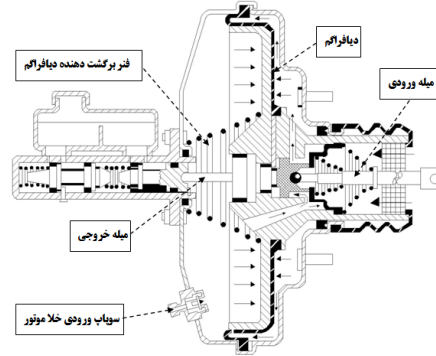 دیافراگم
فنر برگشت دهنده دیافراگم
میله ورودی
میله خروجی
سوپاپ ورودی خلا موتور